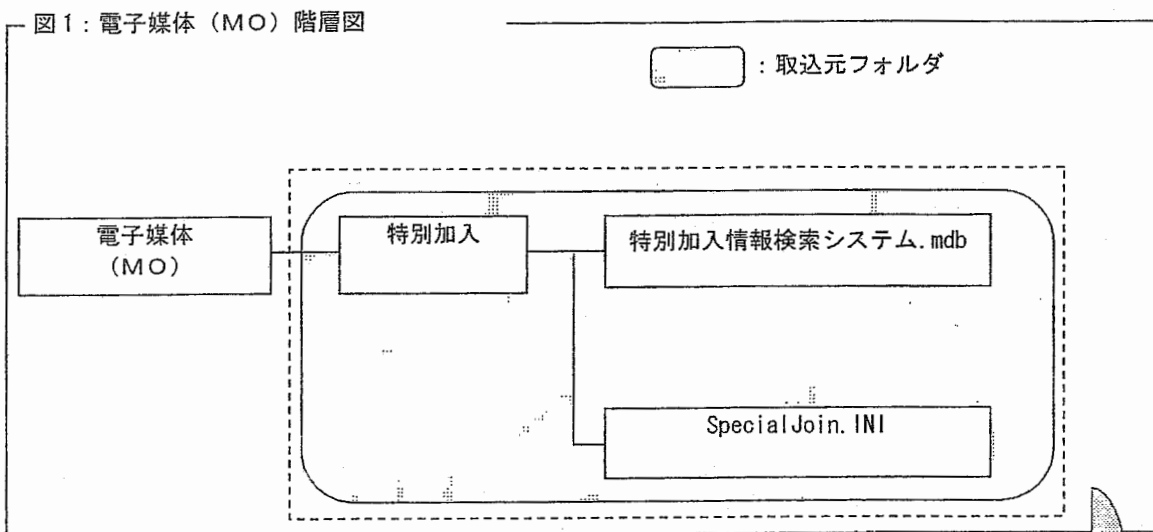 図1:電子媒体(MO)階層図
:取込元フォルダ
電子媒体
(MO)
特別加入
特別加入情報検索システム.mdb
SpecialJoin.INI